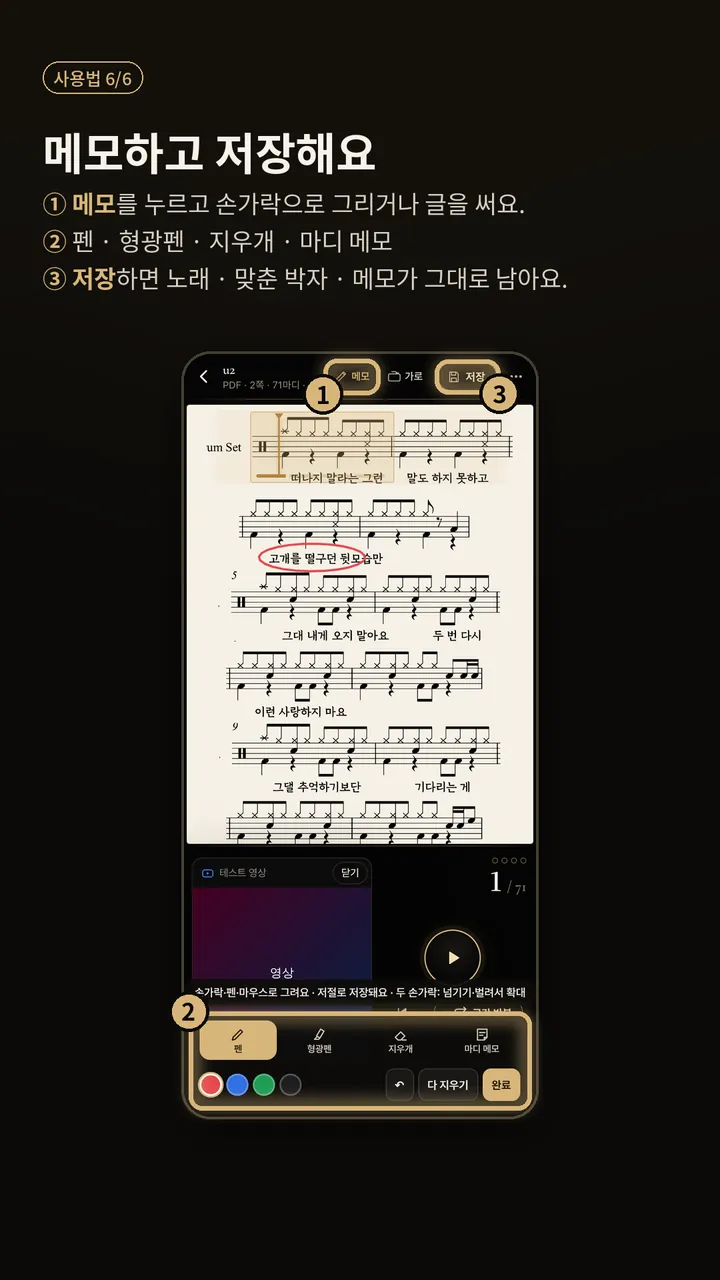 사용법 6/6
메모하고 저장해요
① 메모를 누르고 손가락으로 그리거나 글을 써요.
② 펜 · 형광펜 · 지우개 · 마디 메모
③ 저장하면 노래 · 맞춘 박자 · 메모가 그대로 남아요.
u2
PDF · 2쪽 · 71마디 ·
메모
가로
저장
1
3
um Set
떠나지 말라는 그런 말도 하지 못하고
고개를 떨구던 뒷모습만
5
그대 내게 오지 말아요 두 번 다시
이런 사랑하지 마요
9
그댈 추억하기보단 기다리는 게
테스트 영상
닫기
1 / 71
영상
손가락·펜·마우스로 그려요 · 저절로 저장돼요 · 두 손가락: 넘기기·벌려서 확대
2
펜
형광펜
지우개
마디 메모
다 지우기
완료